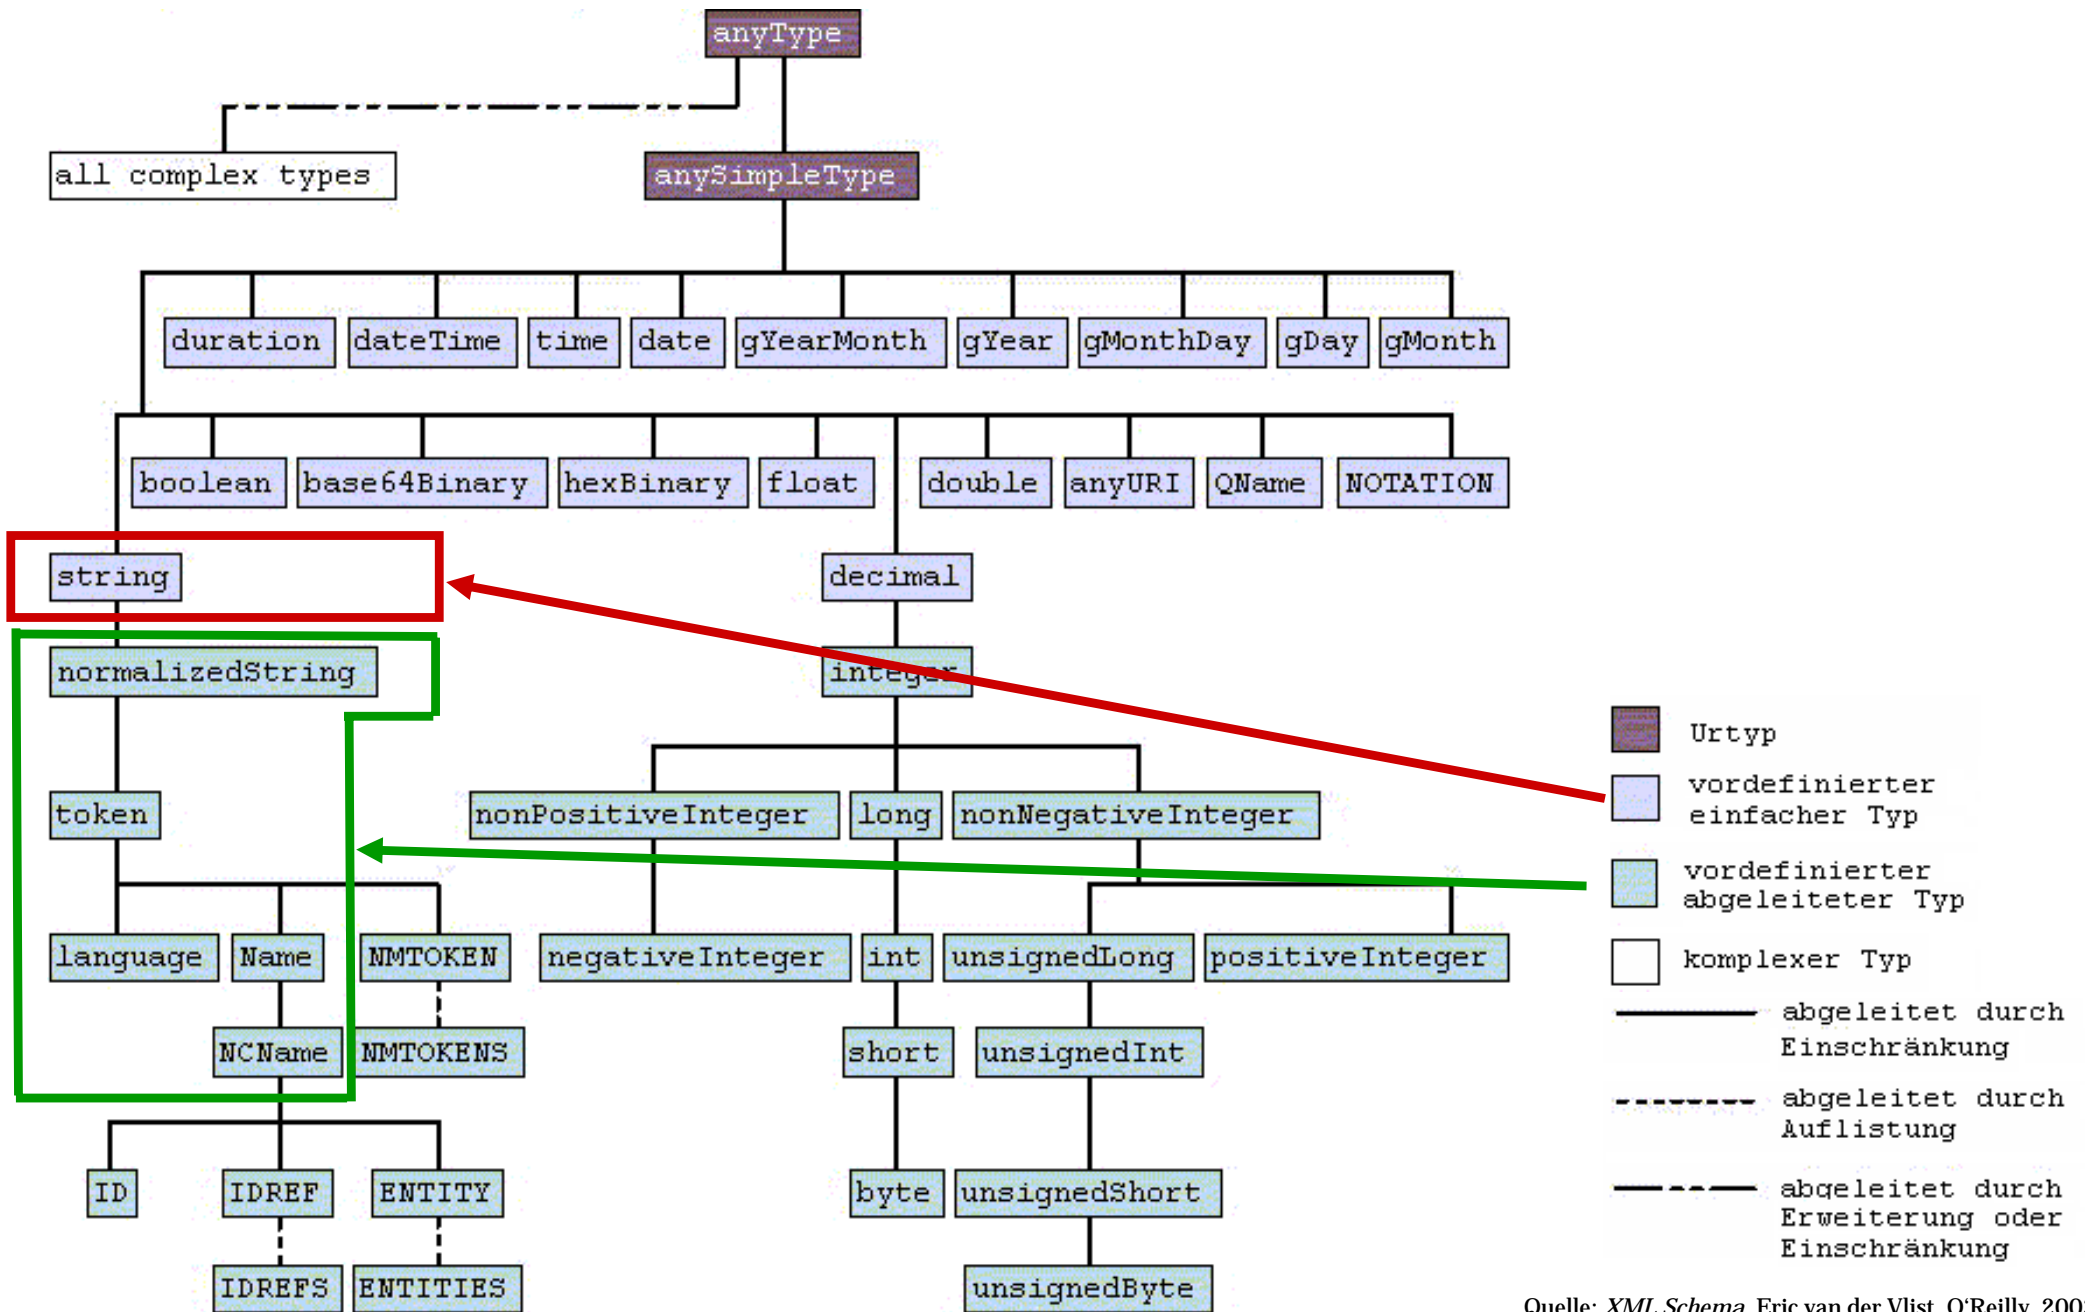 anyType
all complex types
anySimpleType
duration dateTime time date gYearMonth gYear gMonthDay gDay gMonth
boolean base64Binary hexBinary float double anyURI QName NOTATION
string decimal
normalizedString integer
token nonPositiveInteger long nonNegativeInteger
language Name NMTOKEN negativeInteger int unsignedLong positiveInteger
NCName NMTOKENS short unsignedInt
ID IDREF ENTITY byte unsignedShort
IDREFS ENTITIES unsignedByte
Urtyp
vordefinierter
einfacher Typ
vordefinierter
abgeleiteter Typ
komplexer Typ
abgeleitet durch
Einschränkung
abgeleitet durch
Auflistung
abgeleitet durch
Erweiterung oder
Einschränkung
Quelle: XML Schema, Eric van der Vlist, O'Reilly,